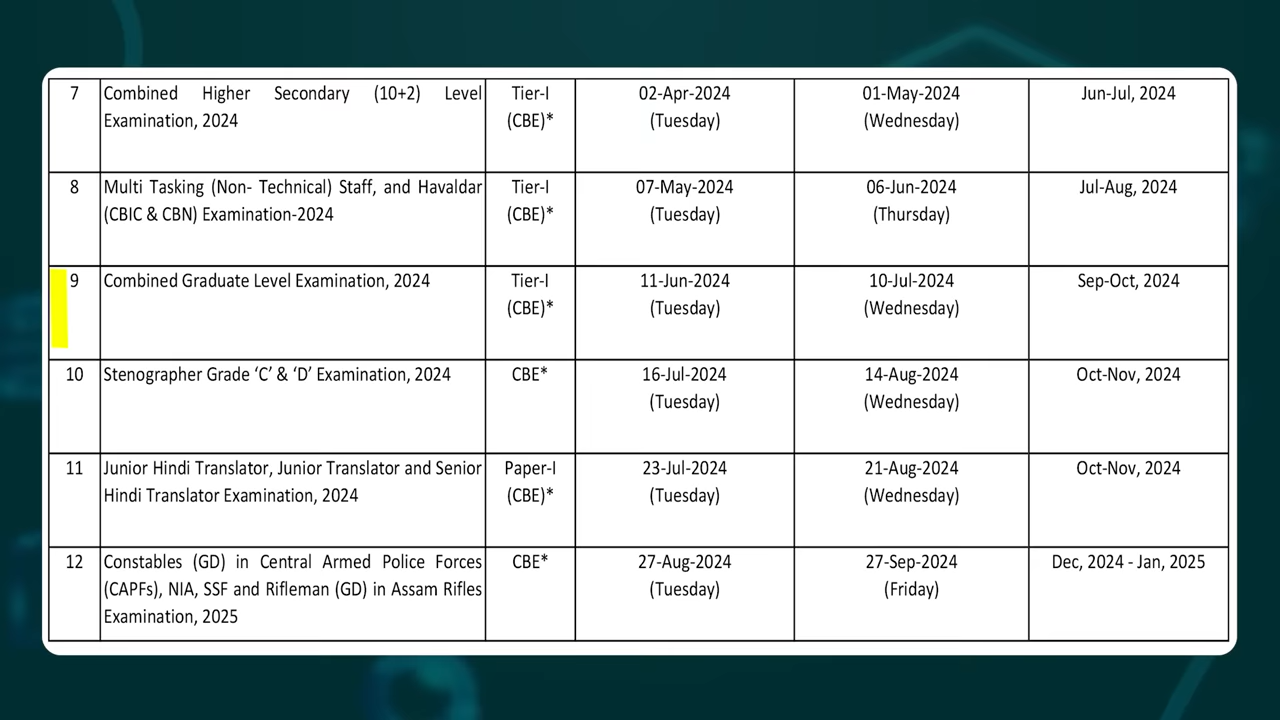 7 Combined Higher Secondary (10+2) Level Tier-I 02-Apr-2024 01-May-2024 Jun-Jul, 2024
Examination, 2024 (CBE)* (Tuesday) (Wednesday)
8 Multi Tasking (Non- Technical) Staff, and Havaldar Tier-I 07-May-2024 06-Jun-2024 Jul-Aug, 2024
(CBIC & CBN) Examination-2024 (CBE)* (Tuesday) (Thursday)
9 Combined Graduate Level Examination, 2024 Tier-I 11-Jun-2024 10-Jul-2024 Sep-Oct, 2024
(CBE)* (Tuesday) (Wednesday)
10 Stenographer Grade ‘C’ & ‘D’ Examination, 2024 CBE* 16-Jul-2024 14-Aug-2024 Oct-Nov, 2024
(Tuesday) (Wednesday)
11 Junior Hindi Translator, Junior Translator and Senior Paper-I 23-Jul-2024 21-Aug-2024 Oct-Nov, 2024
Hindi Translator Examination, 2024 (CBE)* (Tuesday) (Wednesday)
12 Constables (GD) in Central Armed Police Forces CBE* 27-Aug-2024 27-Sep-2024 Dec, 2024 - Jan, 2025
(CAPFs), NIA, SSF and Rifleman (GD) in Assam Rifles (Tuesday) (Friday)
Examination, 2025